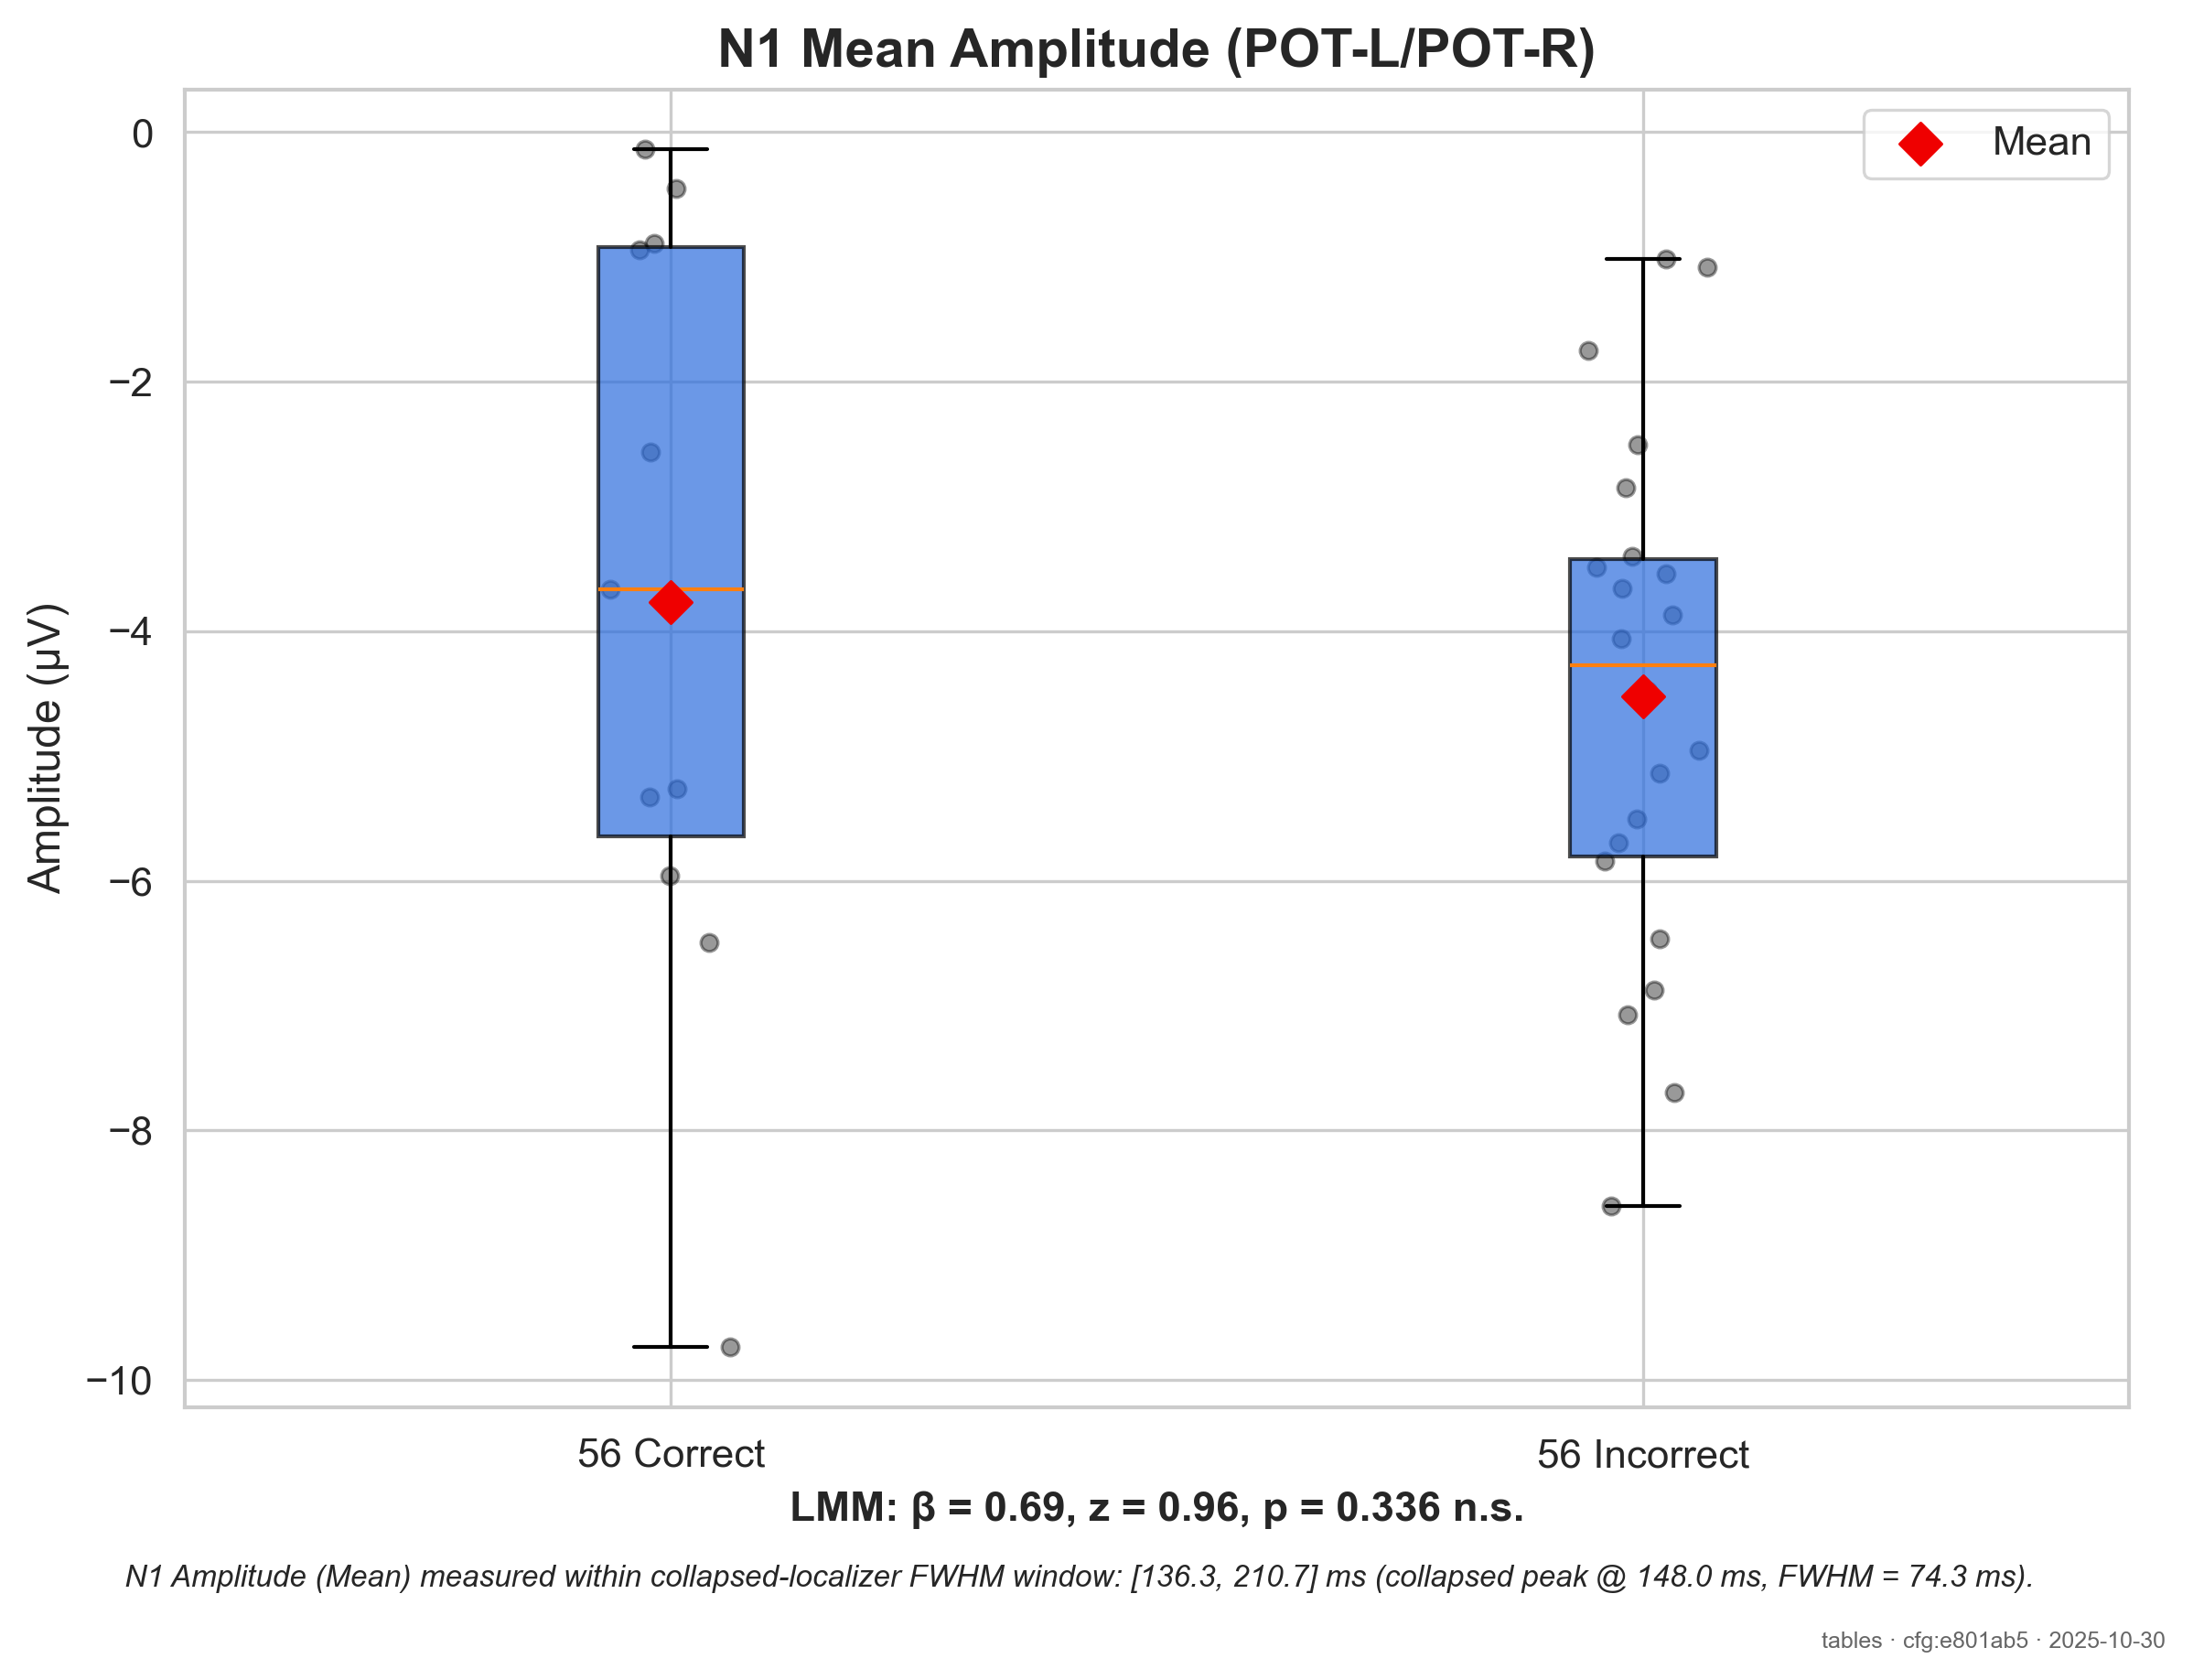 N1 Mean Amplitude (POT-L/POT-R)
Mean
Amplitude (µV)
0
−2
−4
−6
−8
−10
56 Correct
56 Incorrect
LMM: β = 0.69, z = 0.96, p = 0.336 n.s.
N1 Amplitude (Mean) measured within collapsed-localizer FWHM window: [136.3, 210.7] ms (collapsed peak @ 148.0 ms, FWHM = 74.3 ms).
tables · cfg:e801ab5 · 2025-10-30